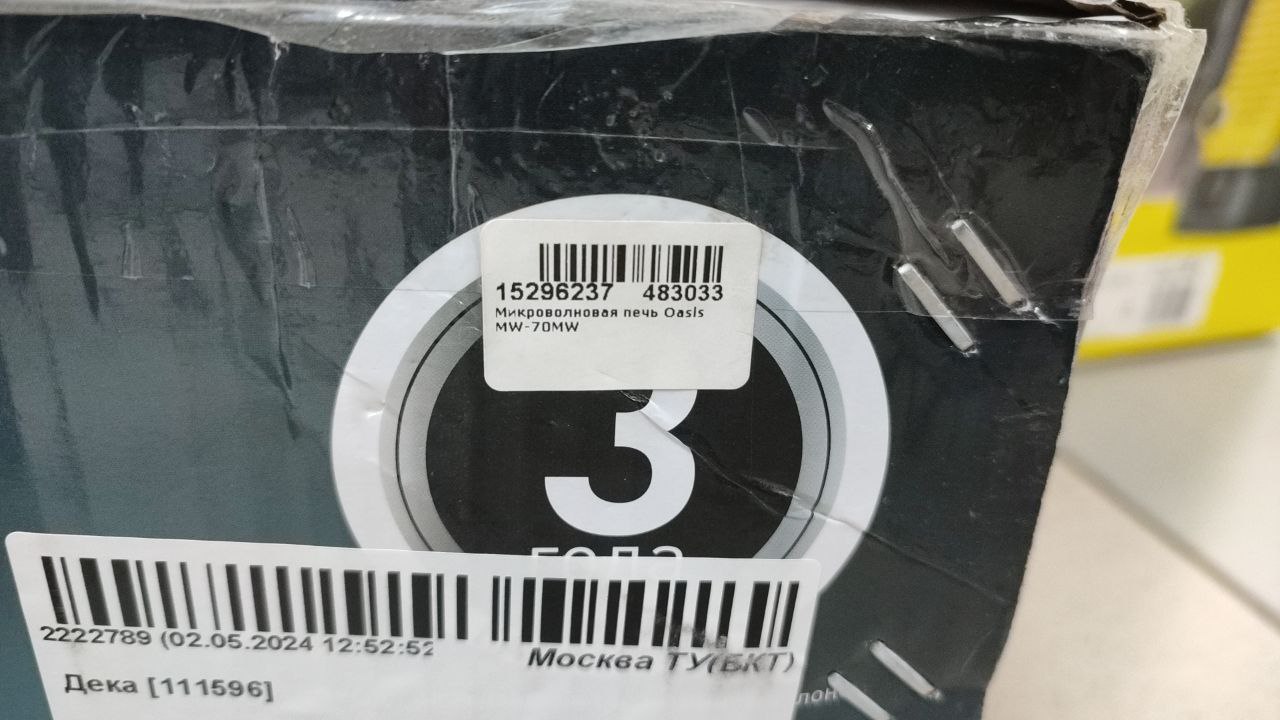 15296237 483033
Микроволновая печь Oasis
MW-70MW
3
года
2222789 (02.05.2024 12:52:52
Москва ТУ(БКТ)
Дека [111596]